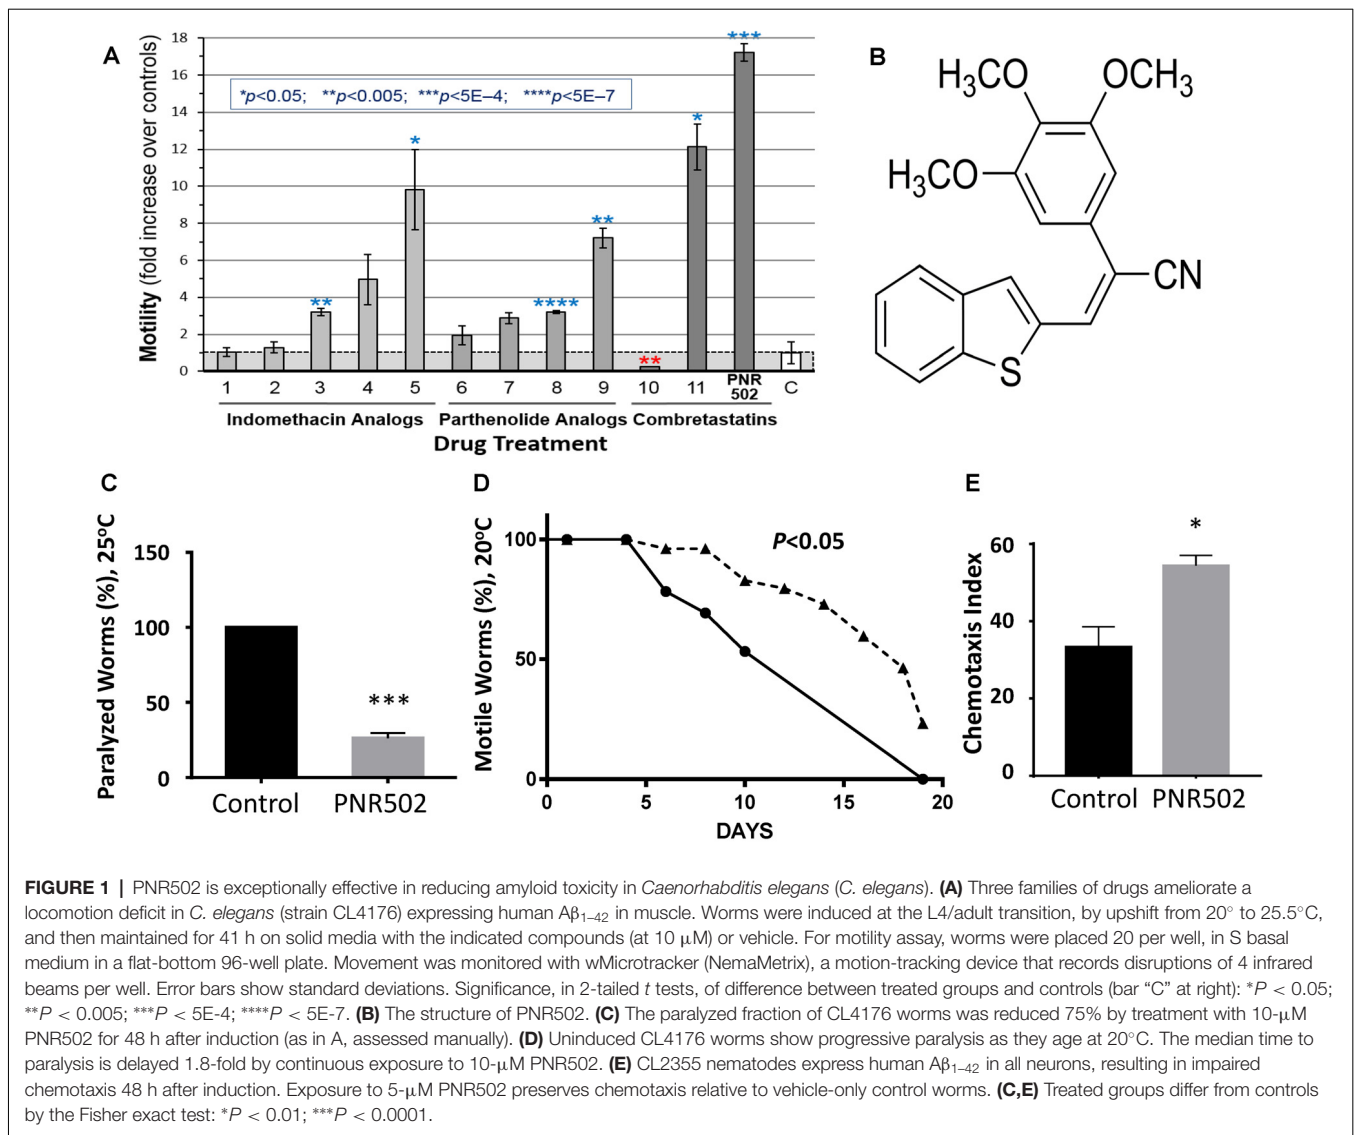 A
Motility (fold increase over controls)
18
16
14
12
10
8
6
4
2
0
*p<0.05; **p<0.005; ***p<5E–4; ****p<5E–7
**
*
****
**
**
*
***
1 2 3 4 5 6 7 8 9 10 11 PNR 502 C
Indomethacin Analogs Parthenolide Analogs Combretastatins
Drug Treatment
B
H₃CO OCH₃
H₃CO
CN
S
C
Paralyzed Worms (%), 25ºC
150
100
50
0
***
Control PNR502
D
Motile Worms (%), 20ºC
100
50
0
P<0.05
0 5 10 15 20
DAYS
E
Chemotaxis Index
60
40
20
0
*
Control PNR502
FIGURE 1 | PNR502 is exceptionally effective in reducing amyloid toxicity in Caenorhabditis elegans (C. elegans). (A) Three families of drugs ameliorate a
locomotion deficit in C. elegans (strain CL4176) expressing human Aβ₁₋₄₂ in muscle. Worms were induced at the L4/adult transition, by upshift from 20° to 25.5°C,
and then maintained for 41 h on solid media with the indicated compounds (at 10 μM) or vehicle. For motility assay, worms were placed 20 per well, in S basal
medium in a flat-bottom 96-well plate. Movement was monitored with wMicrotracker (NemaMetrix), a motion-tracking device that records disruptions of 4 infrared
beams per well. Error bars show standard deviations. Significance, in 2-tailed t tests, of difference between treated groups and controls (bar “C” at right): *P < 0.05;
**P < 0.005; ***P < 5E-4; ****P < 5E-7. (B) The structure of PNR502. (C) The paralyzed fraction of CL4176 worms was reduced 75% by treatment with 10-μM
PNR502 for 48 h after induction (as in A, assessed manually). (D) Uninduced CL4176 worms show progressive paralysis as they age at 20°C. The median time to
paralysis is delayed 1.8-fold by continuous exposure to 10-μM PNR502. (E) CL2355 nematodes express human Aβ₁₋₄₂ in all neurons, resulting in impaired
chemotaxis 48 h after induction. Exposure to 5-μM PNR502 preserves chemotaxis relative to vehicle-only control worms. (C,E) Treated groups differ from controls
by the Fisher exact test: *P < 0.01; ***P < 0.0001.